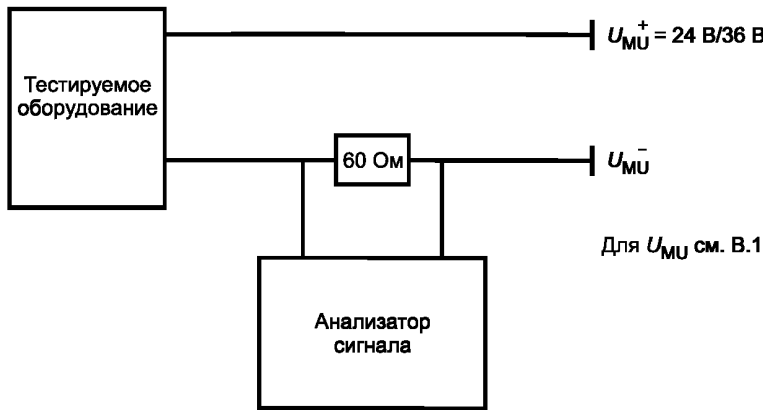 U_MU^+ = 24 В/36 В
Тестируемое
оборудование
60 Ом
U_MU^-
Для U_MU см. В.1
Анализатор
сигнала